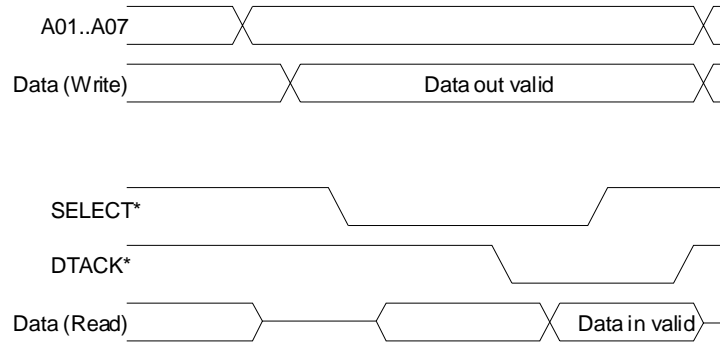 A01..A07
Data (Write) Data out valid
SELECT*
DTACK*
Data (Read) Data in valid